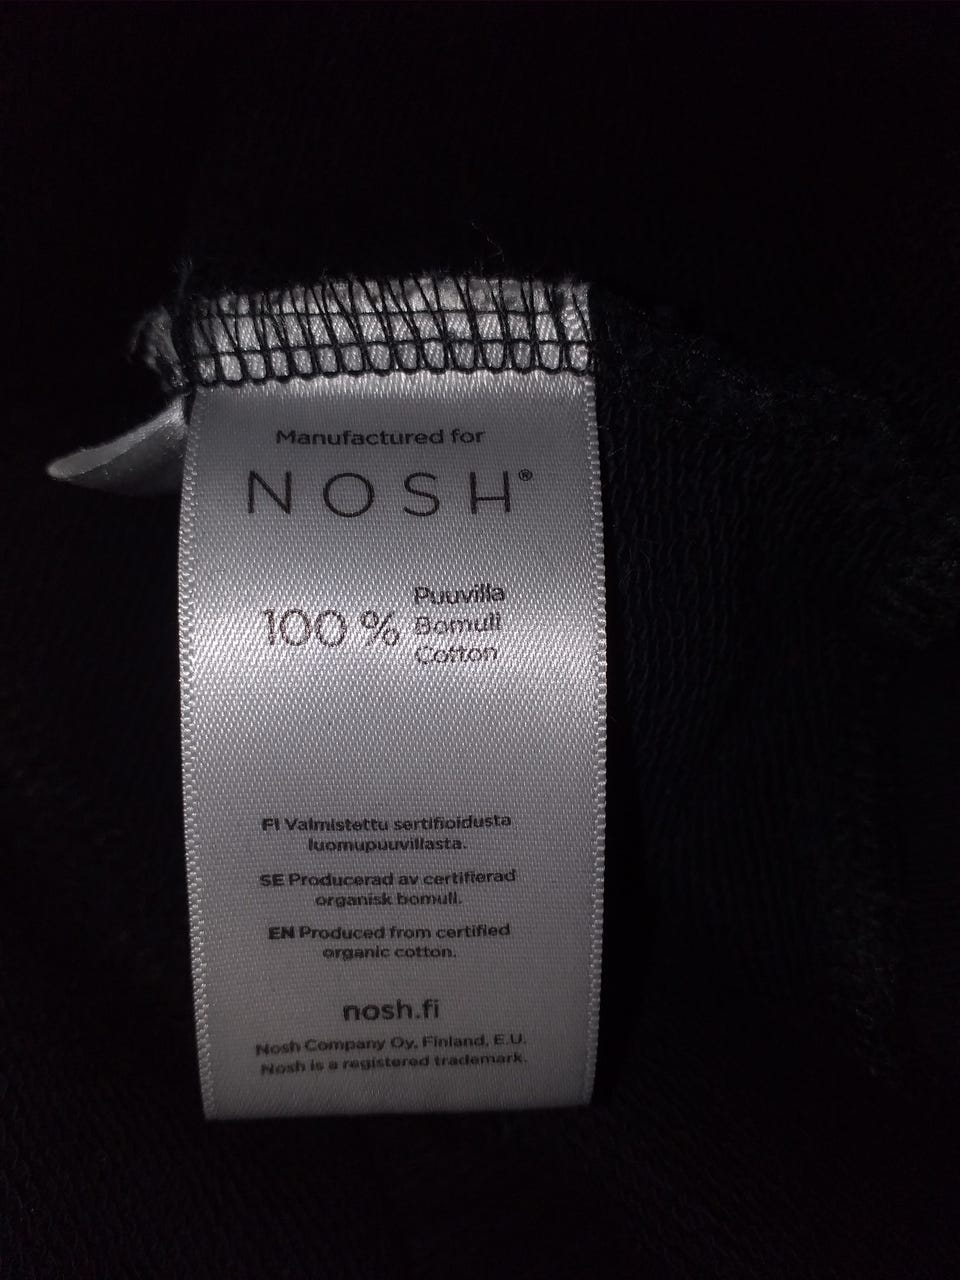 Manufactured for
NOSH®
100 %
Puuvilla
Bomull
Cotton
FI Valmistettu sertifioidusta
luomupuuvillasta.
SE Producerad av certifierad
organisk bomull.
EN Produced from certified
organic cotton.
nosh.fi
Nosh Company Oy, Finland, E.U.
Nosh is a registered trademark.